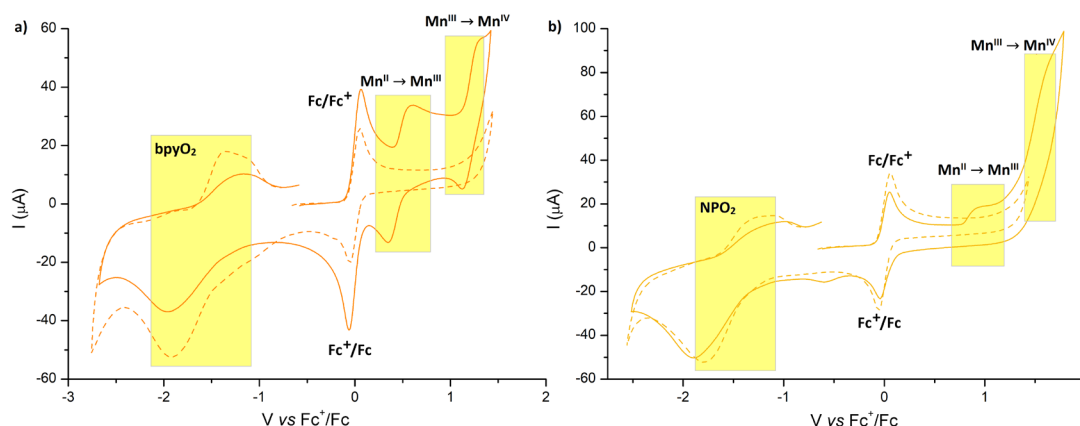 a)
60
40
20
0
-20
-40
-60
I (μA)
-3
-2
-1
0
1
2
V vs Fc⁺/Fc
bpyO₂
Fc/Fc⁺
Fc⁺/Fc
Mnᴵᴵ → Mnᴵᴵᴵ
Mnᴵᴵᴵ → Mnᴵⱽ
b)
100
80
60
40
20
0
-20
-40
-60
I (μA)
-2
-1
0
1
V vs Fc⁺/Fc
NPO₂
Fc/Fc⁺
Fc⁺/Fc
Mnᴵᴵ → Mnᴵᴵᴵ
Mnᴵᴵᴵ → Mnᴵⱽ